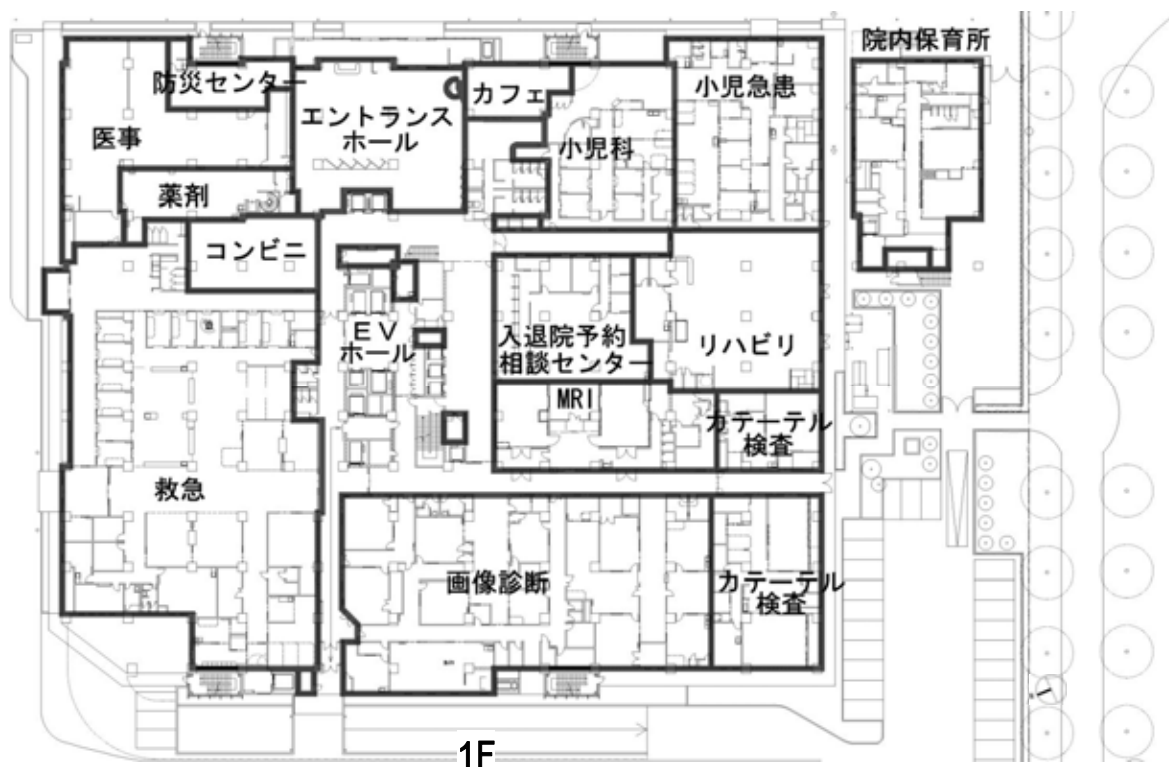 院内保育所
防災センター
カフェ
小児急患
エントランス
ホール
医事
小児科
薬剤
コンビニ
EV
ホール
入退院予約
相談センター
リハビリ
MRI
カテーテル
検査
救急
画像診断
カテーテル
検査
1F